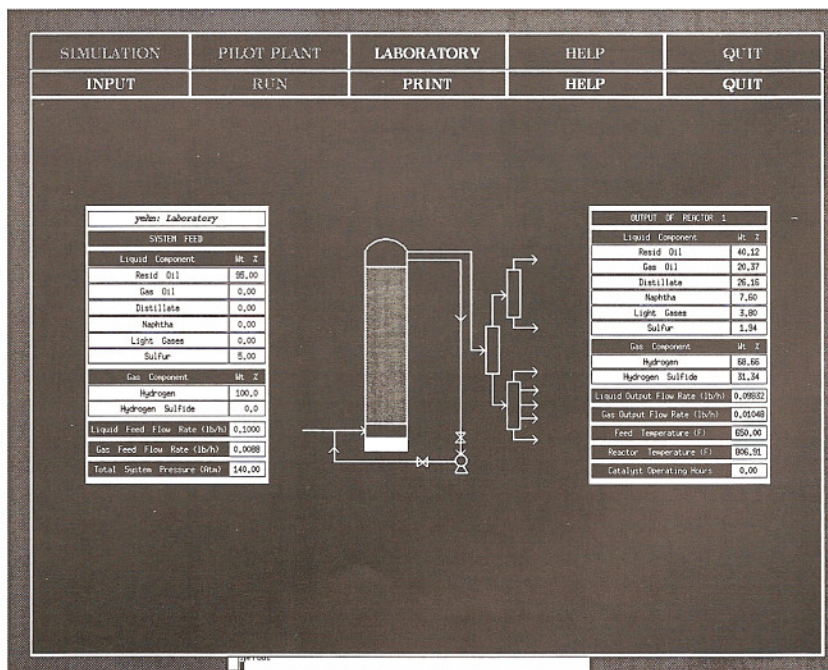 SIMULATION PILOT PLANT LABORATORY HELP QUIT
INPUT RUN PRINT HELP QUIT
ymhm: Laboratory
SYSTEM FEED
Liquid Component Wt %
Resid Oil 95.00
Gas Oil 0.00
Distillate 0.00
Naphtha 0.00
Light Gases 0.00
Sulfur 5.00
Gas Component Wt %
Hydrogen 100.0
Hydrogen Sulfide 0.0
Liquid Feed Flow Rate (lb/h) 0.1000
Gas Feed Flow Rate (lb/h) 0.0088
Total System Pressure (Atm) 140.00
OUTPUT OF REACTOR 1
Liquid Component Wt %
Resid Oil 40.12
Gas Oil 20.37
Distillate 26.16
Naphtha 7.60
Light Gases 3.80
Sulfur 1.94
Gas Component Wt %
Hydrogen 68.66
Hydrogen Sulfide 31.34
Liquid Output Flow Rate (lb/h) 0.09832
Gas Output Flow Rate (lb/h) 0.01048
Feed Temperature (F) 650.00
Reactor Temperature (F) 806.91
Catalyst Operating Hours 0.00